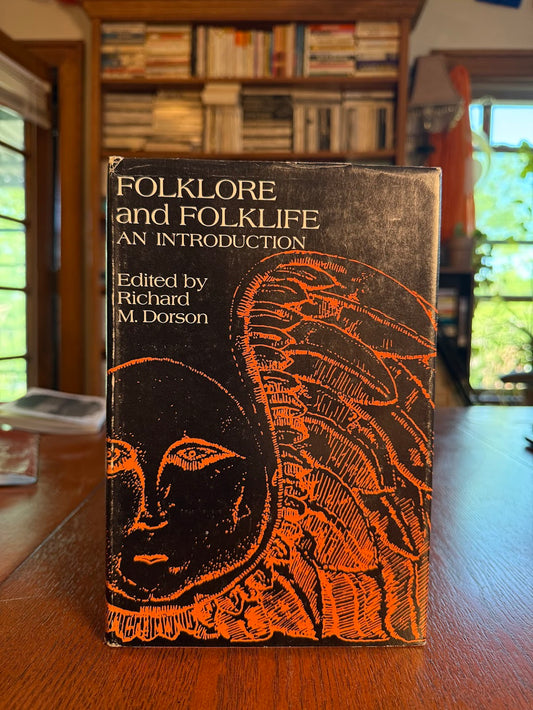 FOLKLORE
and FOLKLIFE
AN INTRODUCTION
Edited by
Richard
M. Dorson